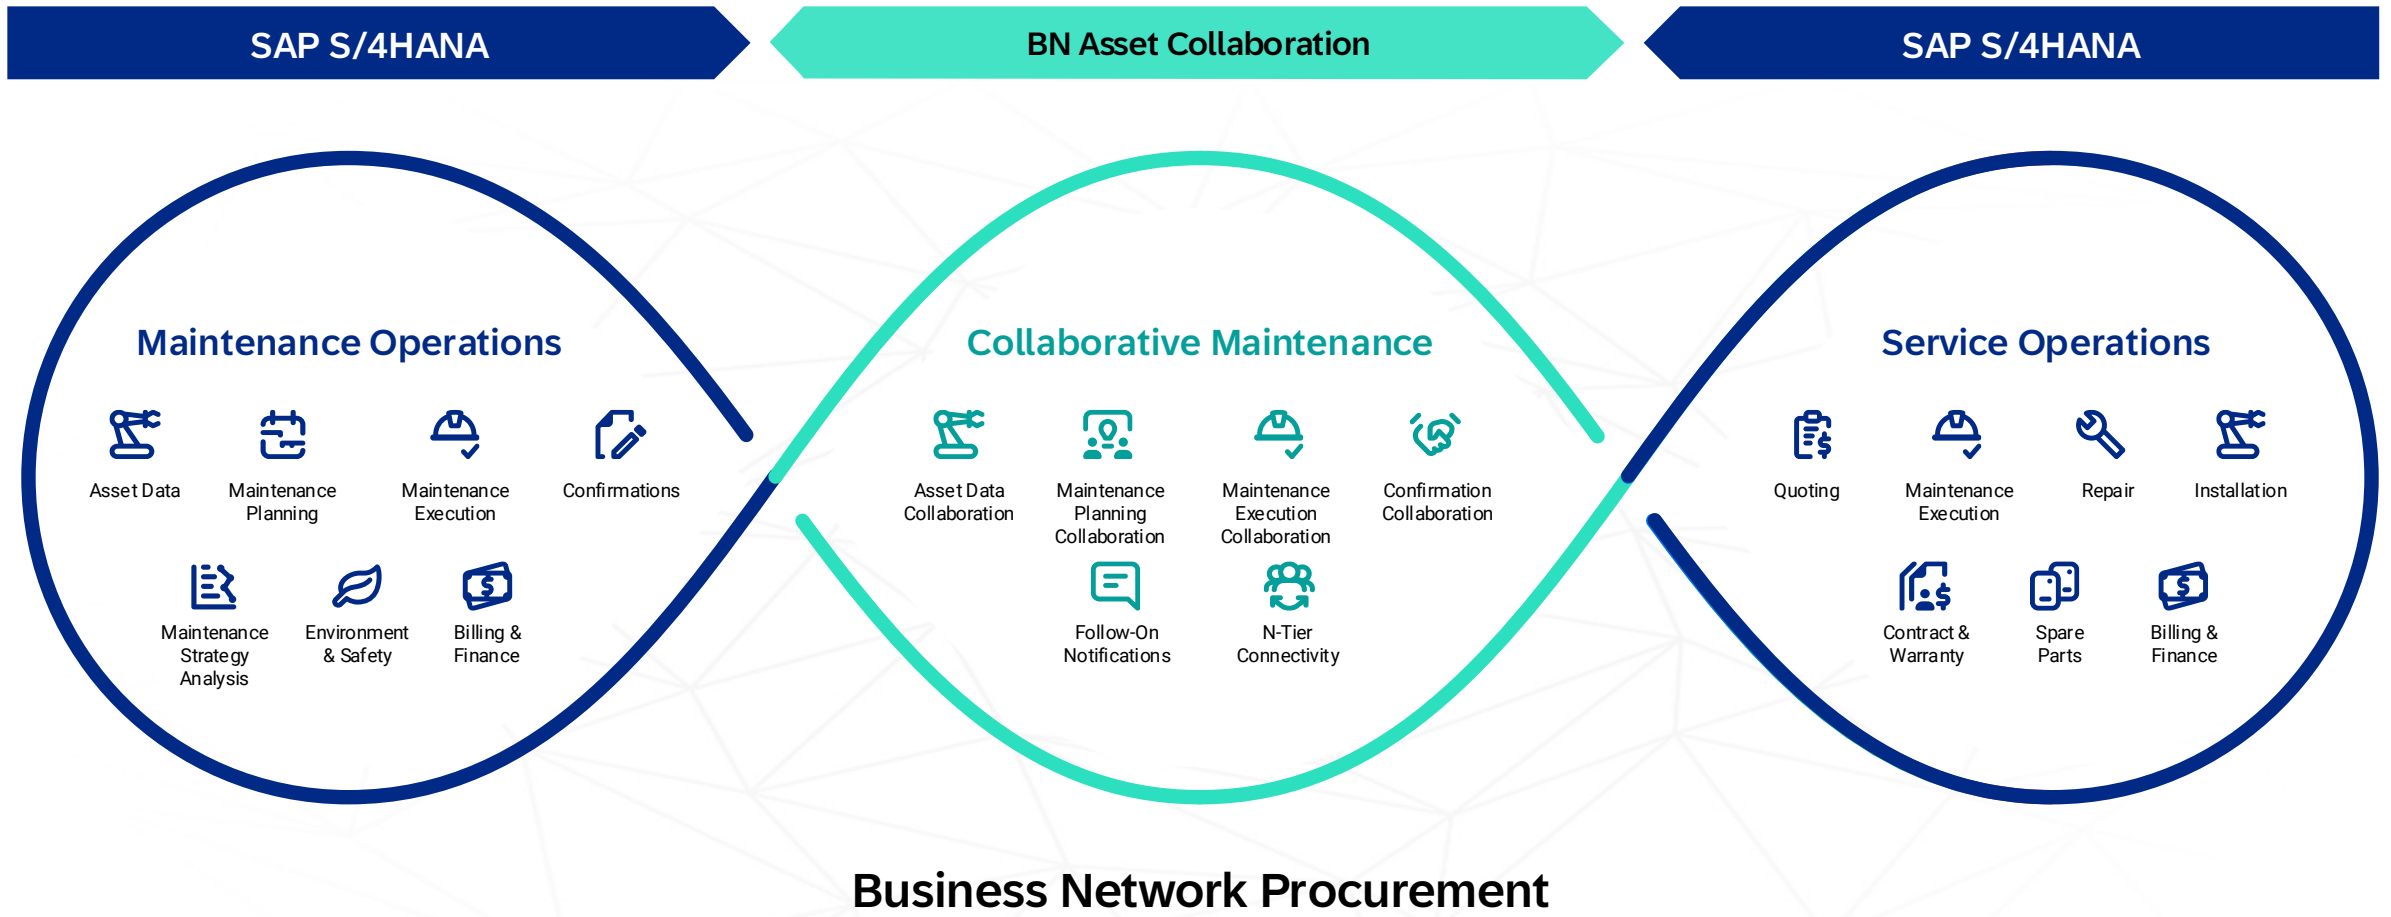 SAP S/4HANA
BN Asset Collaboration
SAP S/4HANA
Maintenance Operations
Asset Data
Maintenance
Planning
Maintenance
Execution
Confirmations
Maintenance
Strategy
Analysis
Environment
& Safety
Billing &
Finance
Collaborative Maintenance
Asset Data
Collaboration
Maintenance
Planning
Collaboration
Maintenance
Execution
Collaboration
Confirmation
Collaboration
Follow-On
Notifications
N-Tier
Connectivity
Service Operations
Quoting
Maintenance
Execution
Repair
Installation
Contract &
Warranty
Spare
Parts
Billing &
Finance
Business Network Procurement